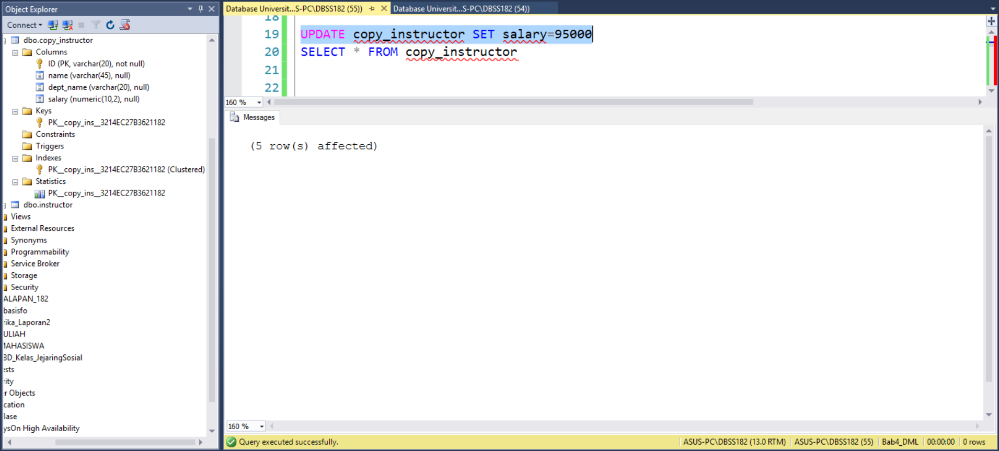 Object Explorer
Connect
dbo.copy_instructor
Columns
ID (PK, varchar(20), not null)
name (varchar(45), null)
dept_name (varchar(20), null)
salary (numeric(10,2), null)
Keys
PK__copy_ins__3214EC27B3621182
Constraints
Triggers
Indexes
PK__copy_ins__3214EC27B3621182 (Clustered)
Statistics
PK__copy_ins__3214EC27B3621182
dbo.instructor
Views
External Resources
Synonyms
Programmability
Service Broker
Storage
Security
ALAPAN_182
basisfo
rika_Laporan2
ULIAH
MAHASISWA
BD_Kelas_JejaringSosial
ests
rity
r Objects
cation
Base
ysOn High Availability
Database Universit...S-PC\DBSS182 (55))
Database Universit...S-PC\DBSS182 (54))
18
19 UPDATE copy_instructor SET salary=95000
20 SELECT * FROM copy_instructor
21
22
160 %
Messages
(5 row(s) affected)
160 %
Query executed successfully.
ASUS-PC\DBSS182 (13.0 RTM)
ASUS-PC\DBSS182 (55)
Bab4_DML
00:00:00
0 rows